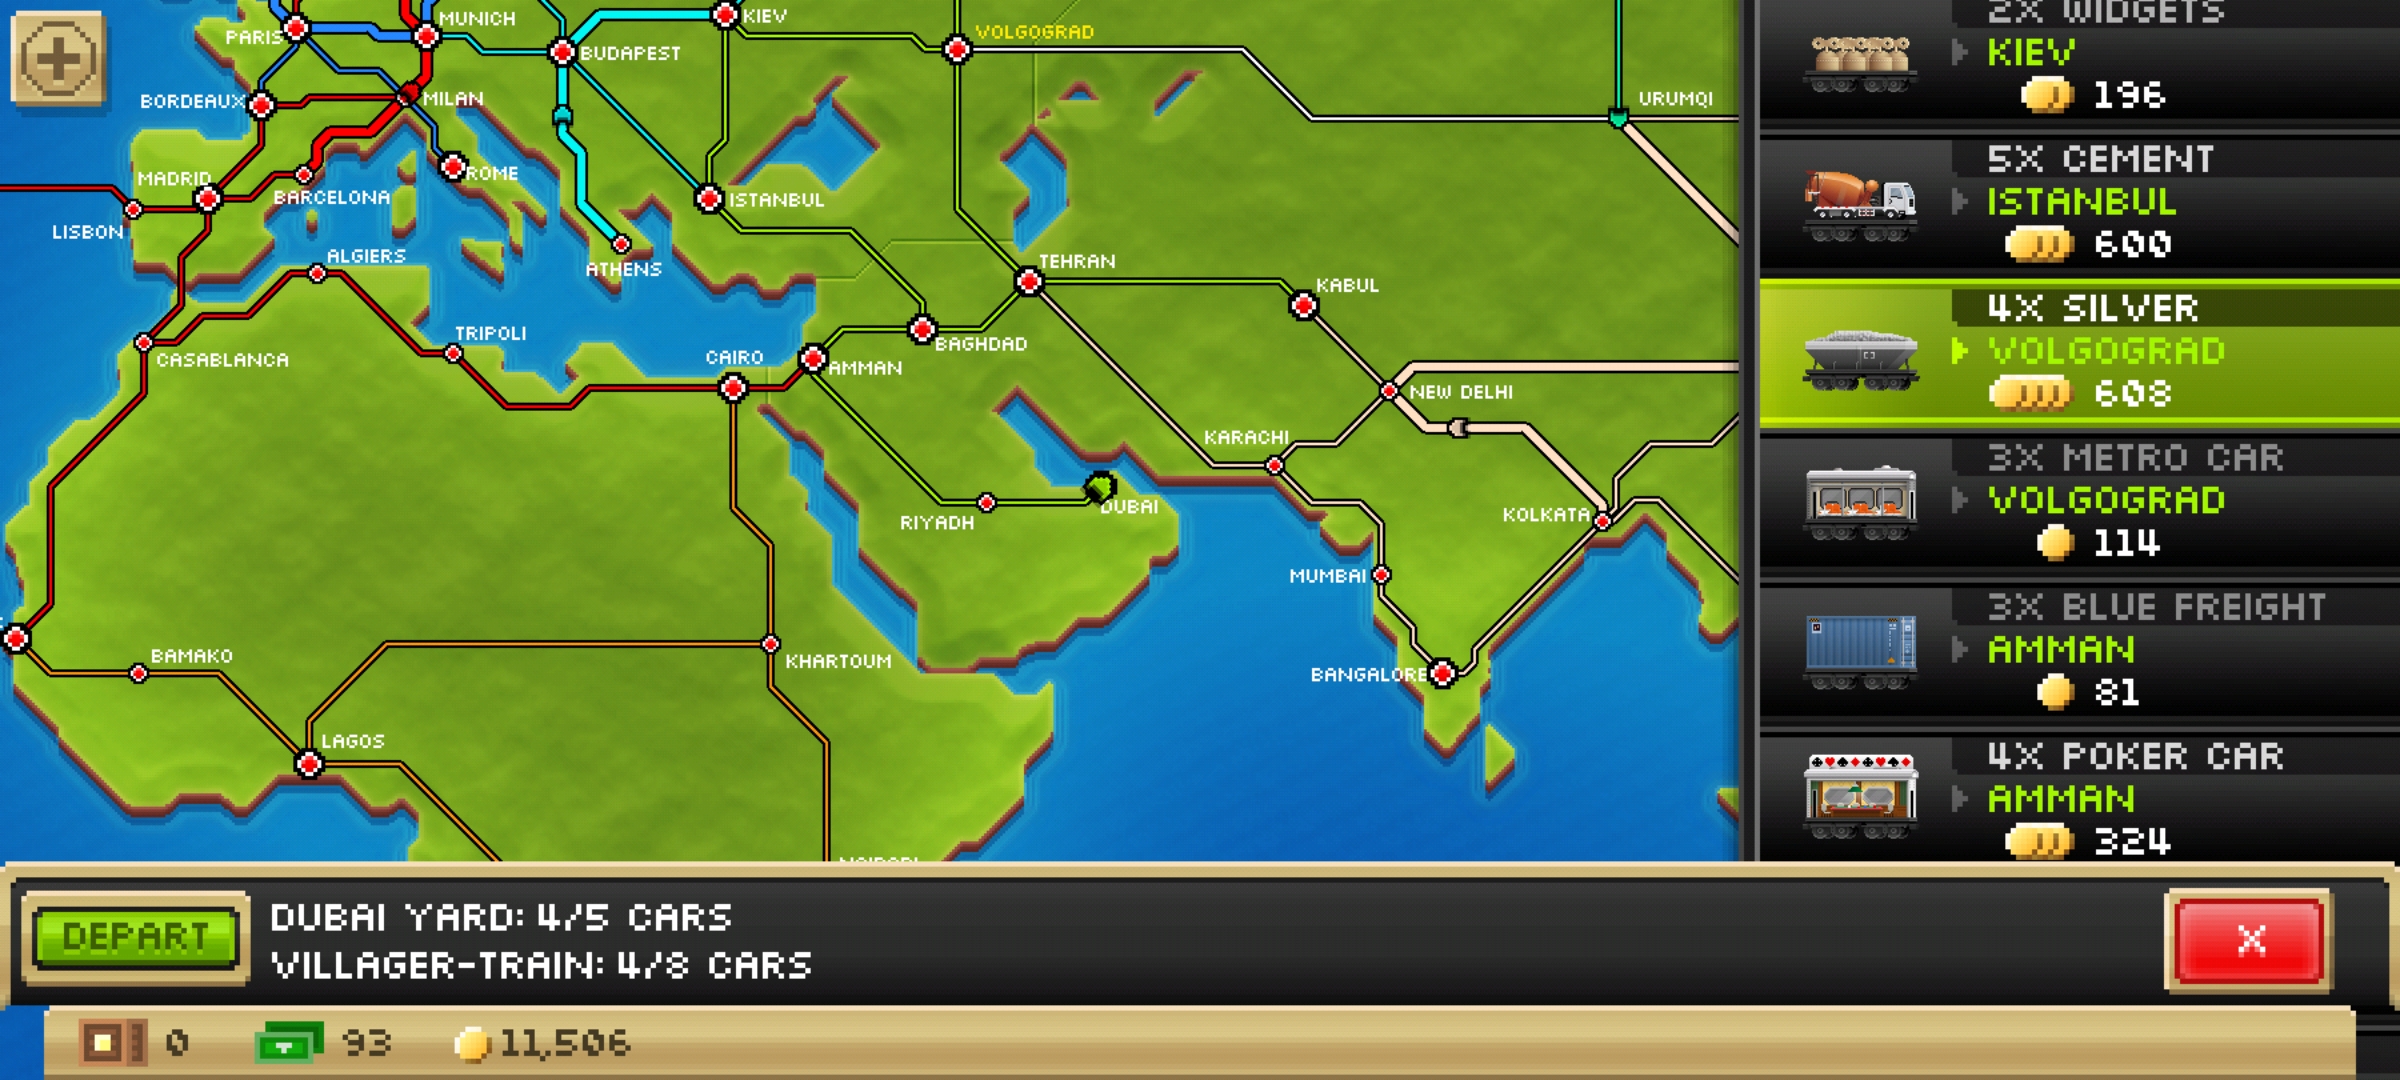 MUNICH
KIEV
PARIS
VOLGOGRAD
BUDAPEST
BORDEAUX
MILAN
URUMQI
MADRID
ROME
BARCELONA
ISTANBUL
LISBON
ALGIERS
ATHENS
TEHRAN
KABUL
TRIPOLI
CASABLANCA
CAIRO
BAGHDAD
AMMAN
NEW DELHI
KARACHI
RIYADH
DUBAI
KOLKATA
MUMBAI
BAMAKO
KHARTOUM
BANGALORE
LAGOS
NAIROBI
2X WIDGETS
KIEV
196
5X CEMENT
ISTANBUL
600
4X SILVER
VOLGOGRAD
608
3X METRO CAR
VOLGOGRAD
114
3X BLUE FREIGHT
AMMAN
81
4X POKER CAR
AMMAN
324
DEPART
DUBAI YARD: 4/5 CARS
VILLAGER-TRAIN: 4/8 CARS
X
0
93
11,506